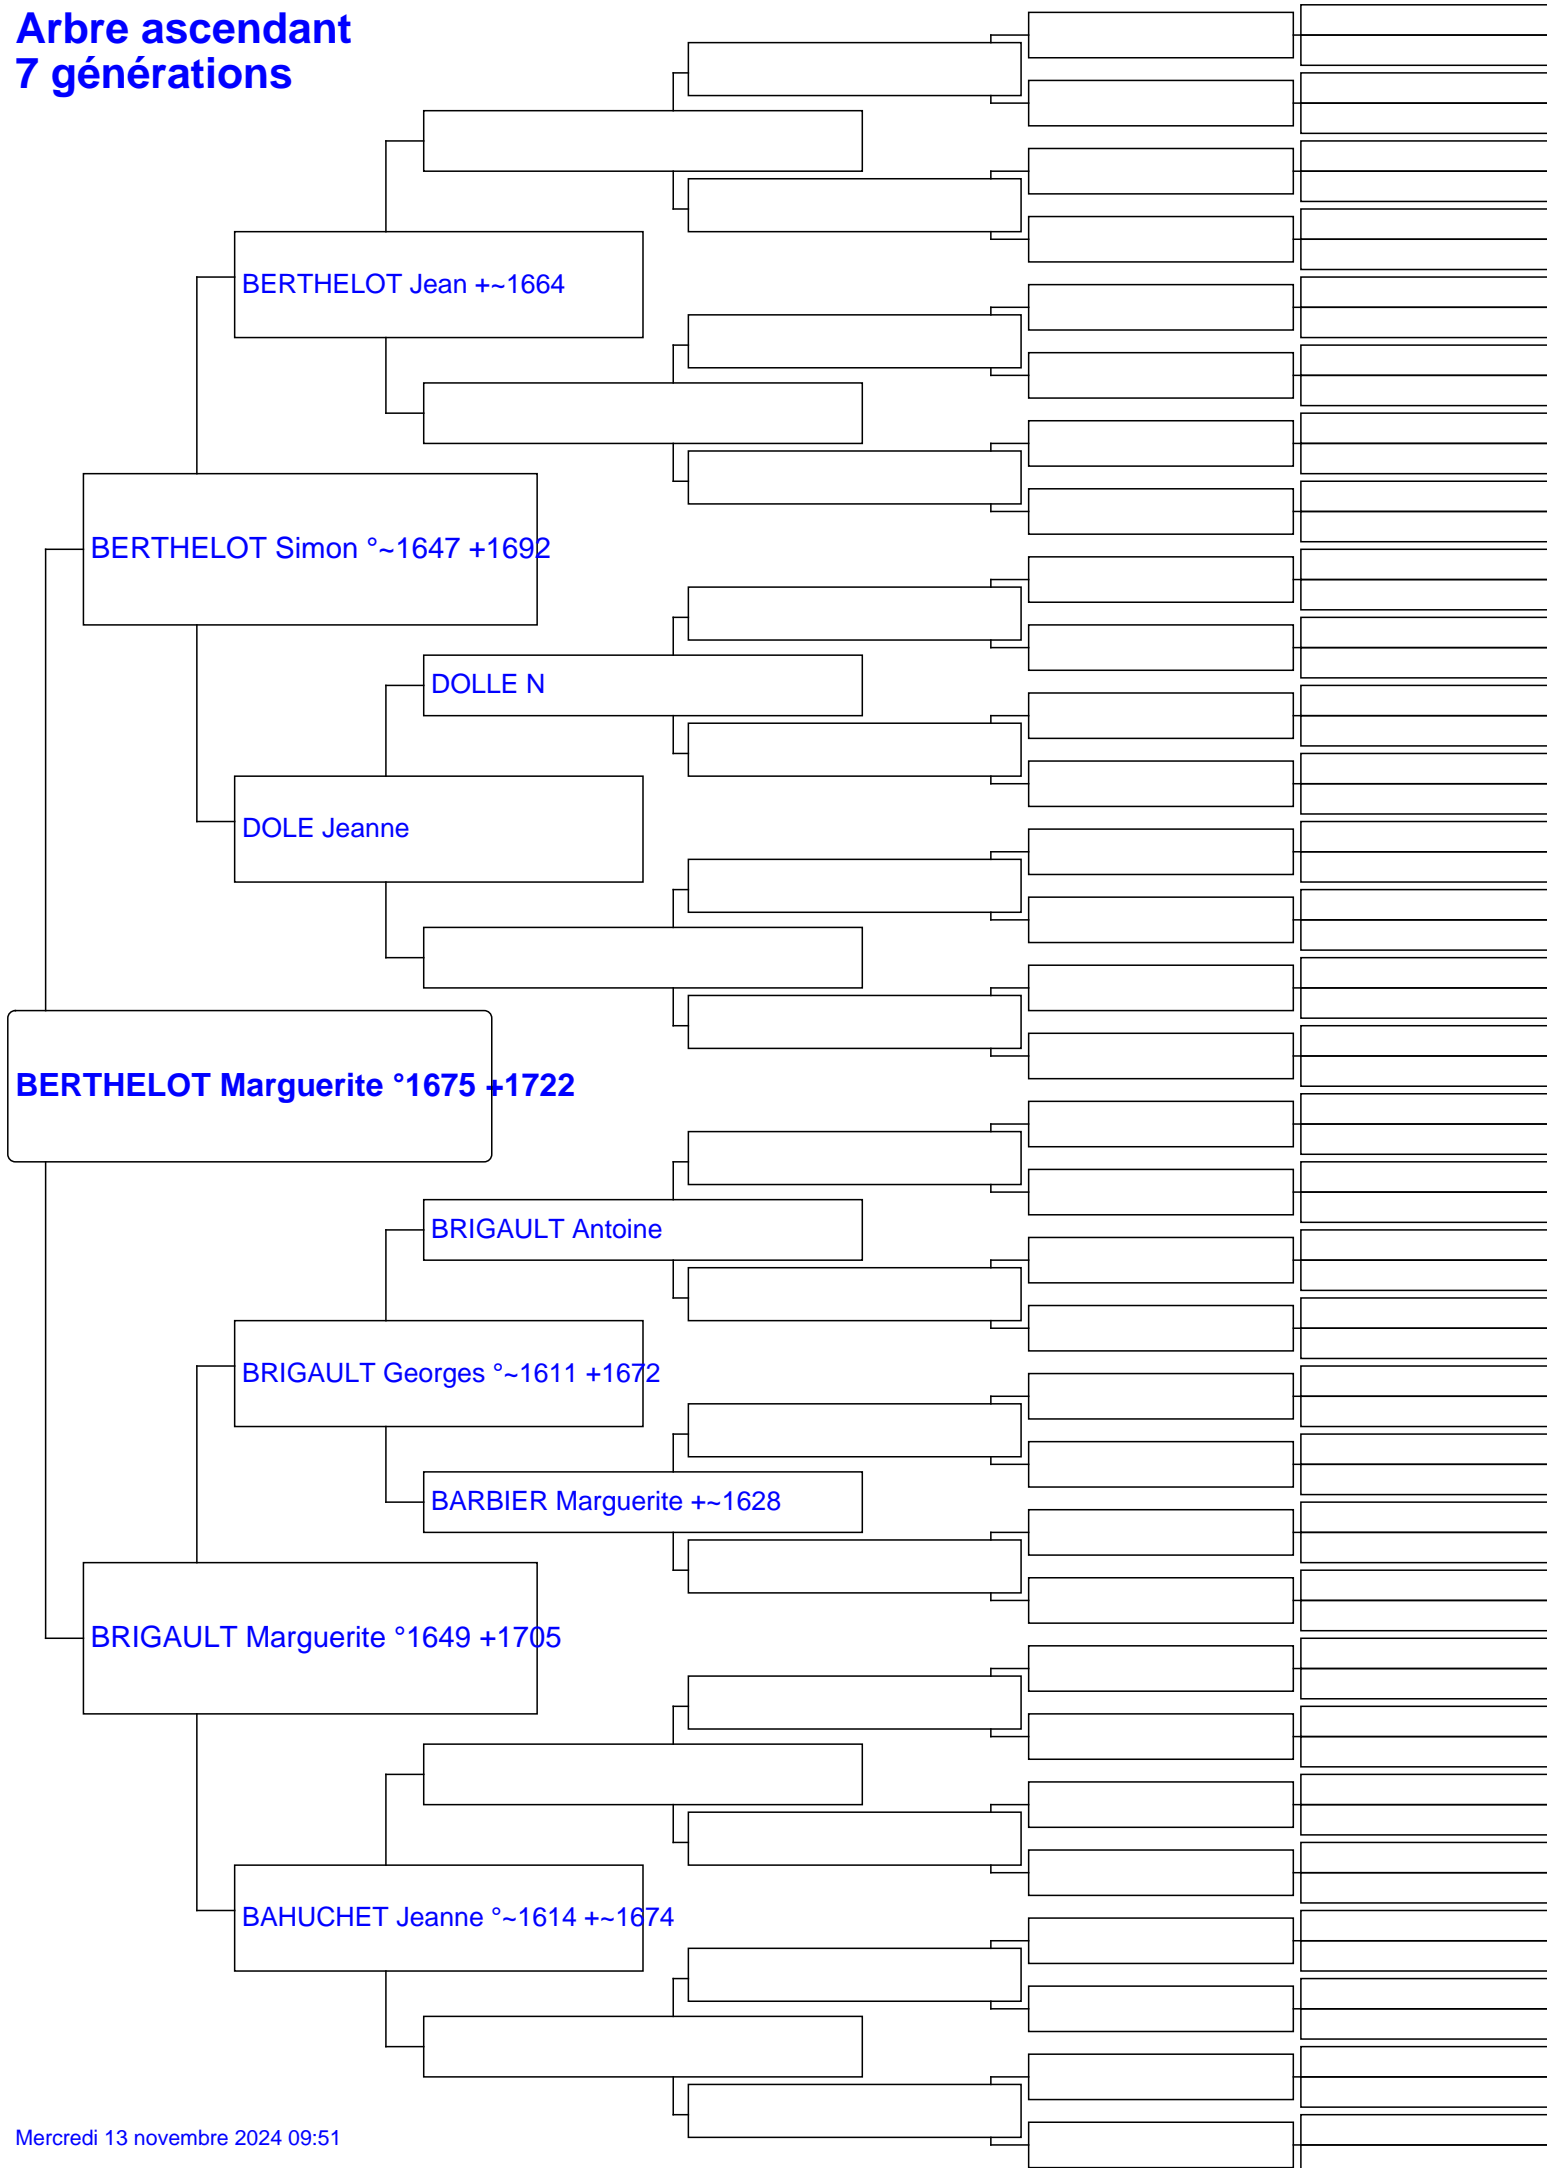 Arbre ascendant
7 générations
BERTHELOT Jean +~1664
BERTHELOT Simon °~1647 +1692
DOLLE N
DOLE Jeanne
BERTHELOT Marguerite °1675 +1722
BRIGAULT Antoine
BRIGAULT Georges °~1611 +1672
BARBIER Marguerite +~1628
BRIGAULT Marguerite °1649 +1705
BAHUCHET Jeanne °~1614 +~1674
Mercredi 13 novembre 2024 09:51